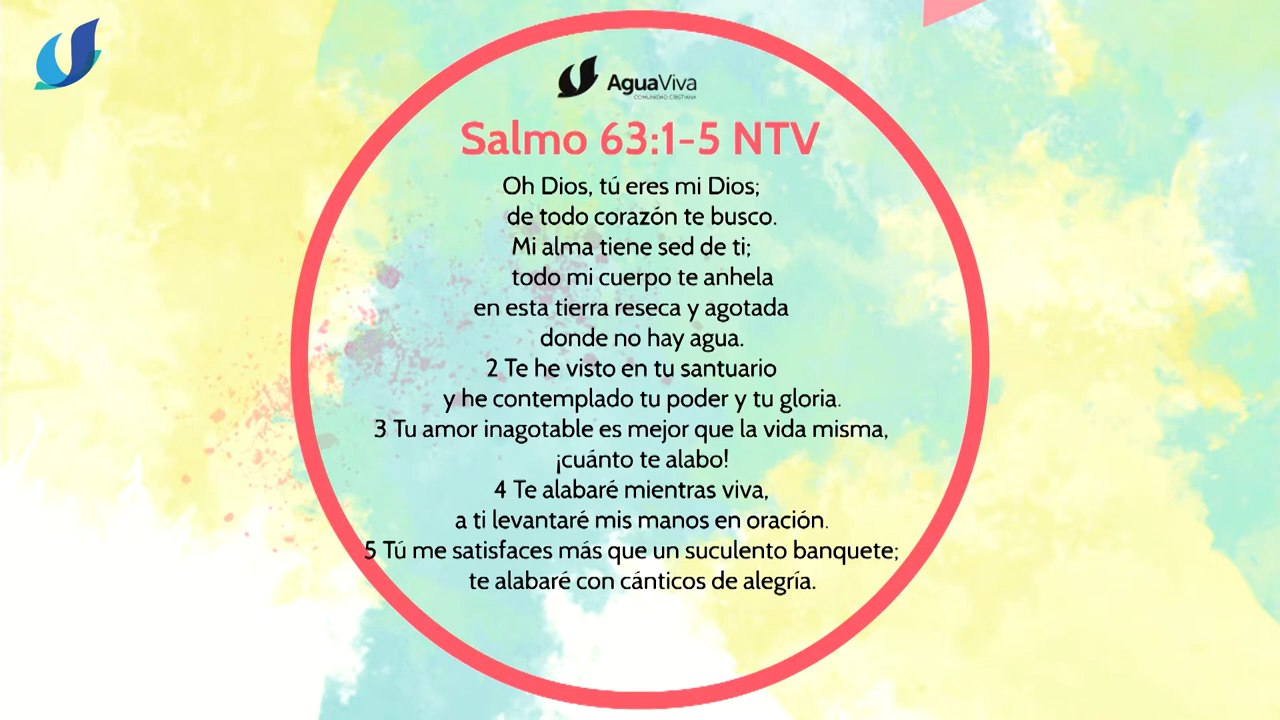 AguaViva
COMUNIDAD CRISTIANA
Salmo 63:1-5 NTV
Oh Dios, tú eres mi Dios;
de todo corazón te busco.
Mi alma tiene sed de ti;
todo mi cuerpo te anhela
en esta tierra reseca y agotada
donde no hay agua.
2 Te he visto en tu santuario
y he contemplado tu poder y tu gloria.
3 Tu amor inagotable es mejor que la vida misma,
¡cuánto te alabo!
4 Te alabaré mientras viva,
a ti levantaré mis manos en oración.
5 Tú me satisfaces más que un suculento banquete;
te alabaré con cánticos de alegría.